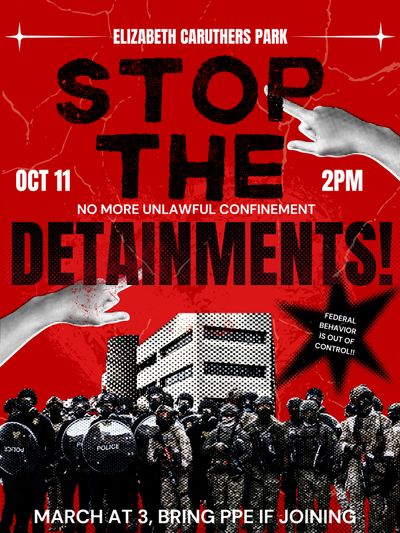 ELIZABETH CARUTHERS PARK
STOP
THE
OCT 11
2PM
NO MORE UNLAWFUL CONFINEMENT
DETAINMENTS!
FEDERAL
BEHAVIOR
IS OUT OF
CONTROL!!
POLICE
POLICE
MARCH AT 3, BRING PPE IF JOINING